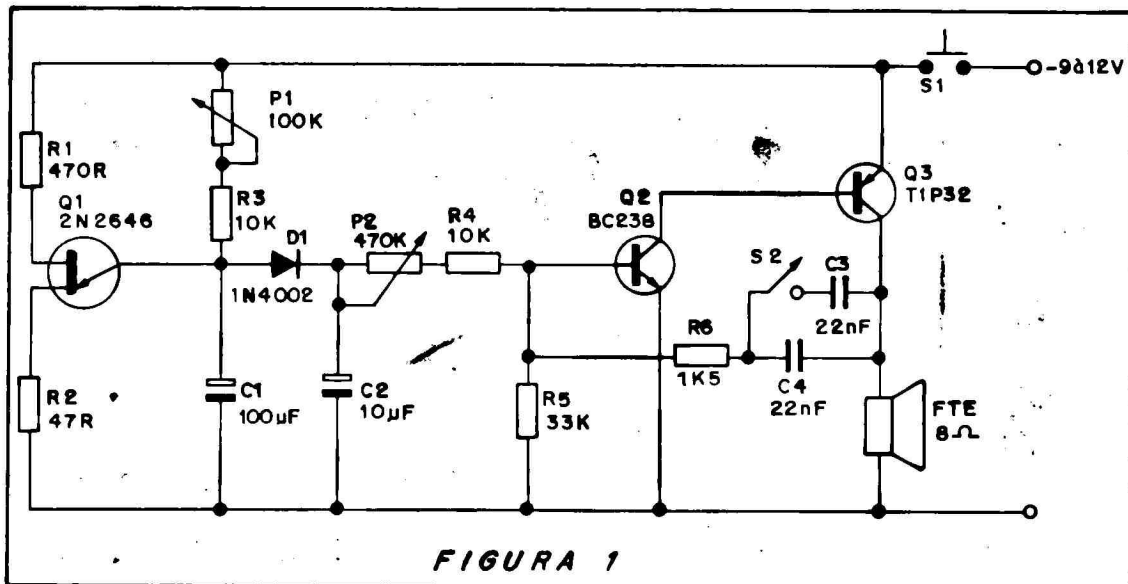 S1
-9à12V
P1
100K
R1
470R
Q1
2N2646
R3
10K
D1
1N4002
P2
470K
R4
10K
Q2
BC238
Q3
TIP32
S2
C3
22nF
R6
1K5
C4
22nF
R2
47R
C1
100µF
C2
10µF
R5
33K
FTE
8Ω
FIGURA 1